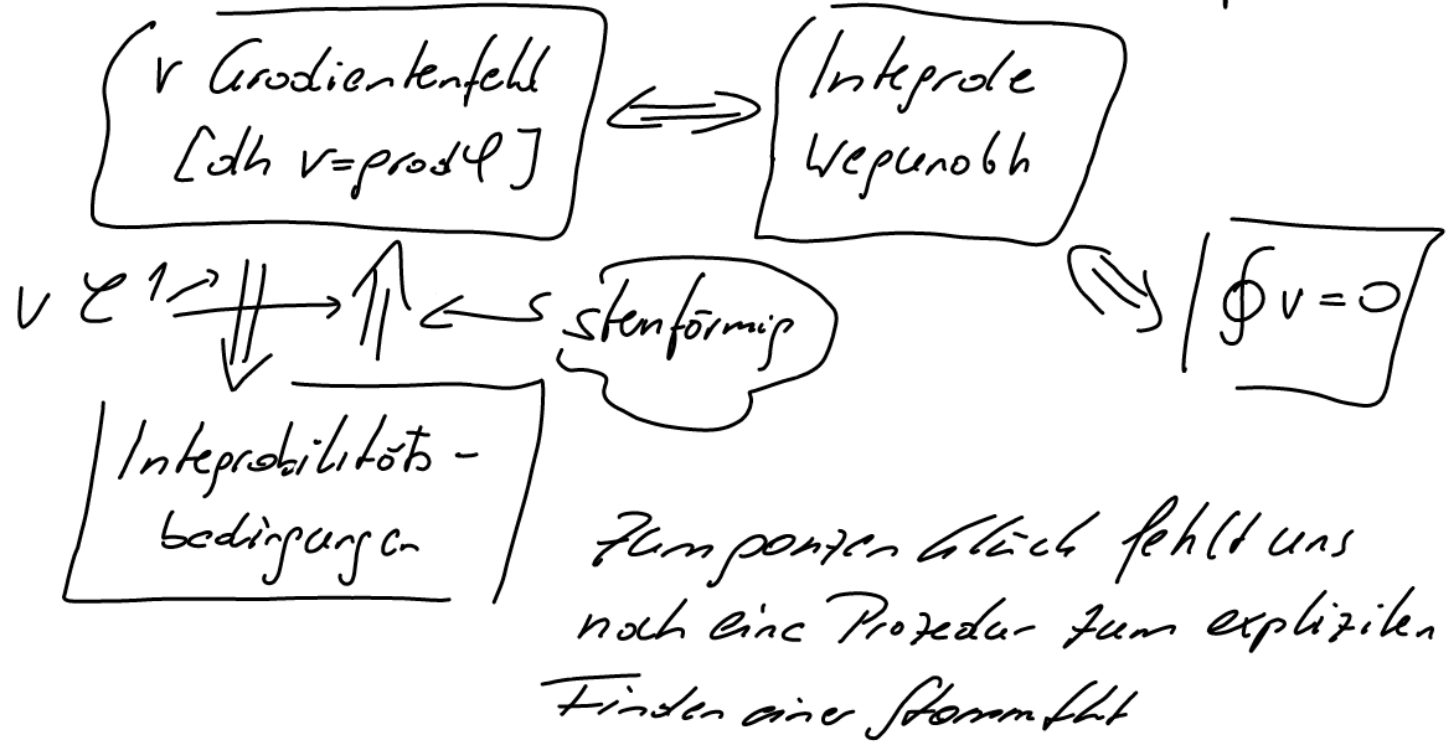 v Gradientenfeld
[dh v=grad φ]
Integrale
Wegunabh
v C¹
sternförmig
∮ v = 0
Integrabilitäts-
bedingungen
Zum ganzen Glück fehlt uns
noch eine Prozedur zum expliziten
Finden einer Stammfkt